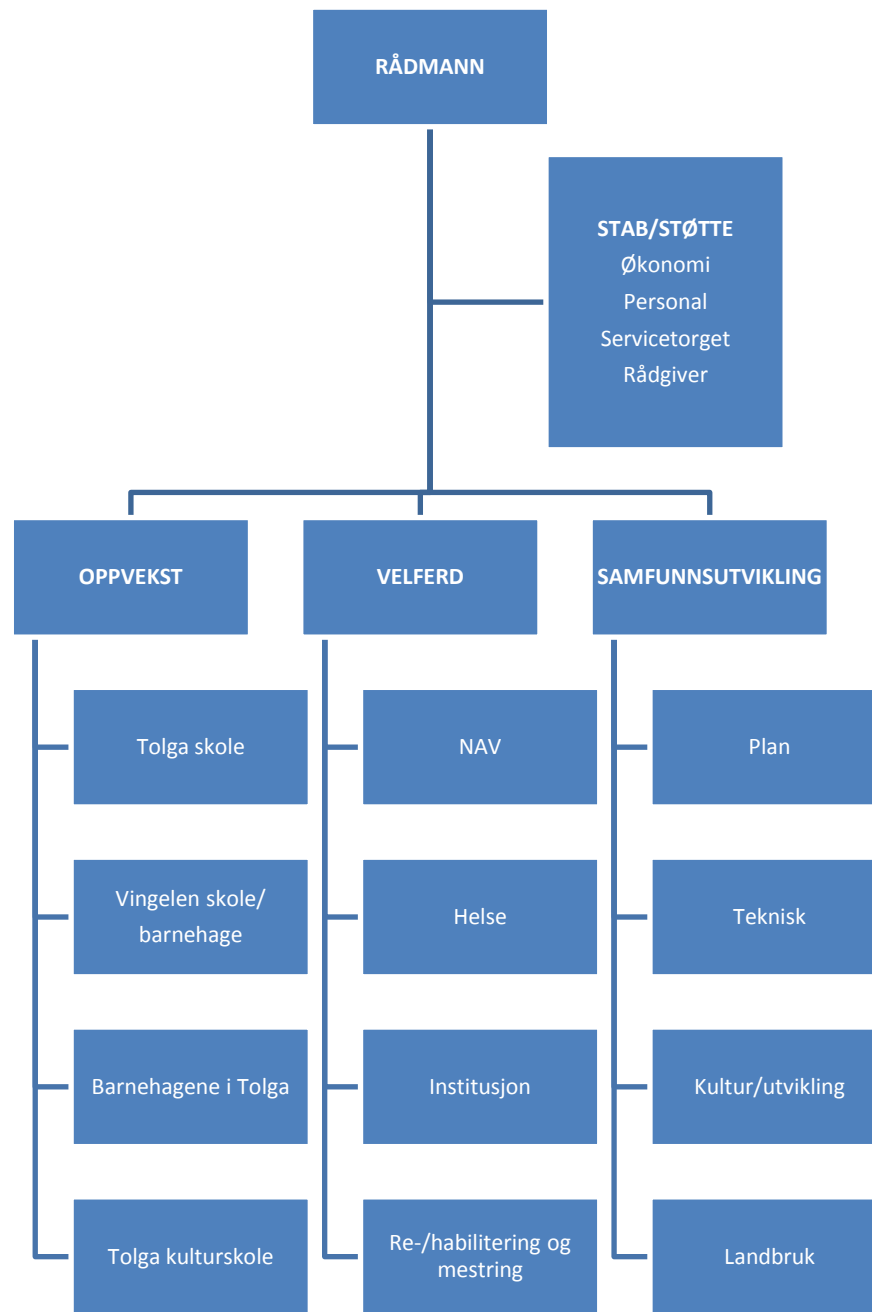 RÅDMANN
STAB/STØTTE
Økonomi
Personal
Servicetorget
Rådgiver
OPPVEKST
VELFERD
SAMFUNNSUTVIKLING
Tolga skole
NAV
Plan
Vingelen skole/
barnehage
Helse
Teknisk
Barnehagene i Tolga
Institusjon
Kultur/utvikling
Tolga kulturskole
Re-/habilitering og
mestring
Landbruk